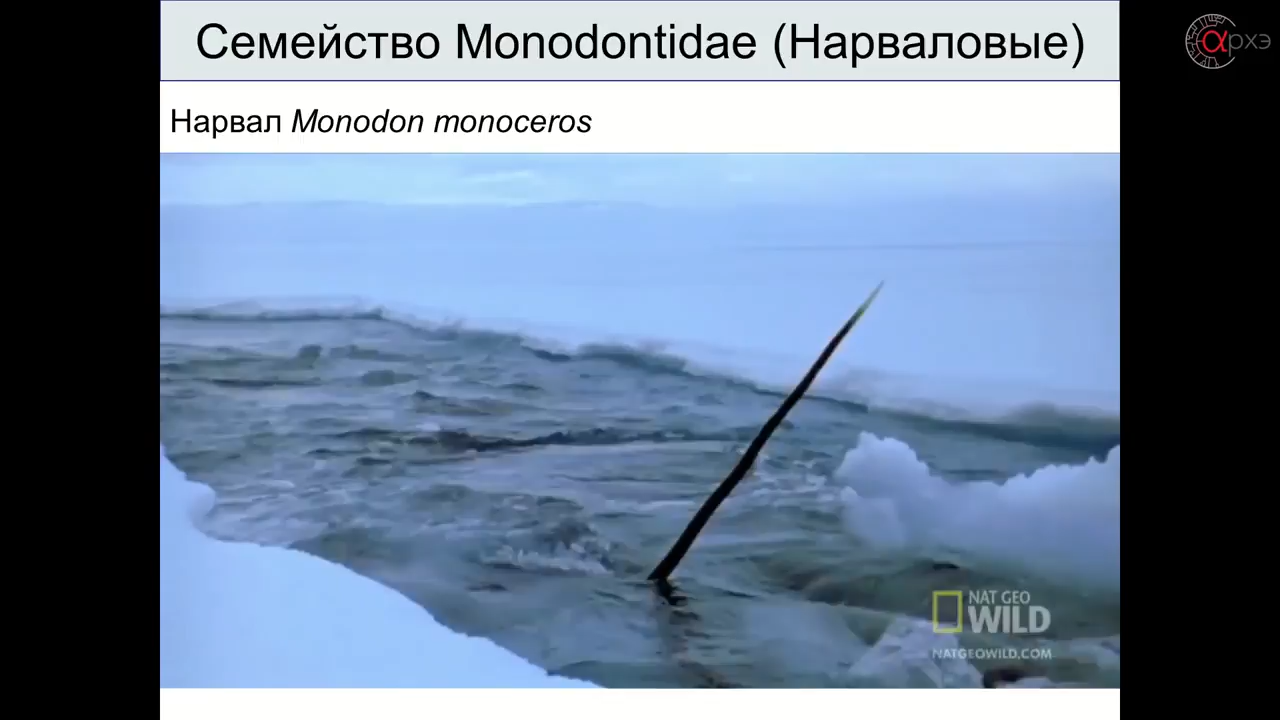 Семейство Monodontidae (Нарваловые)
αрхэ
Нарвал Monodon monoceros
NAT GEO
WILD
NATGEOWILD.COM